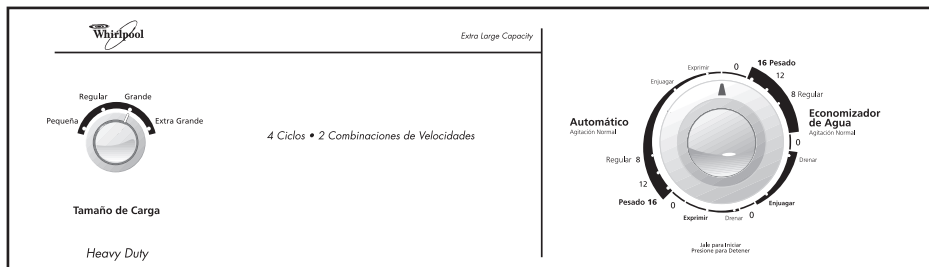 Whirlpool
Extra Large Capacity
Regular
Grande
Pequeña
Extra Grande
Tamaño de Carga
Heavy Duty
4 Ciclos • 2 Combinaciones de Velocidades
Exprimir
0
16 Pesado
12
8 Regular
Enjuagar
Economizador
de Agua
Agitación Normal
Automático
Agitación Normal
0
Drenar
Regular 8
12
Pesado 16
0
Exprimir
Drenar
0
Enjuagar
Jale para Iniciar
Presione para Detener